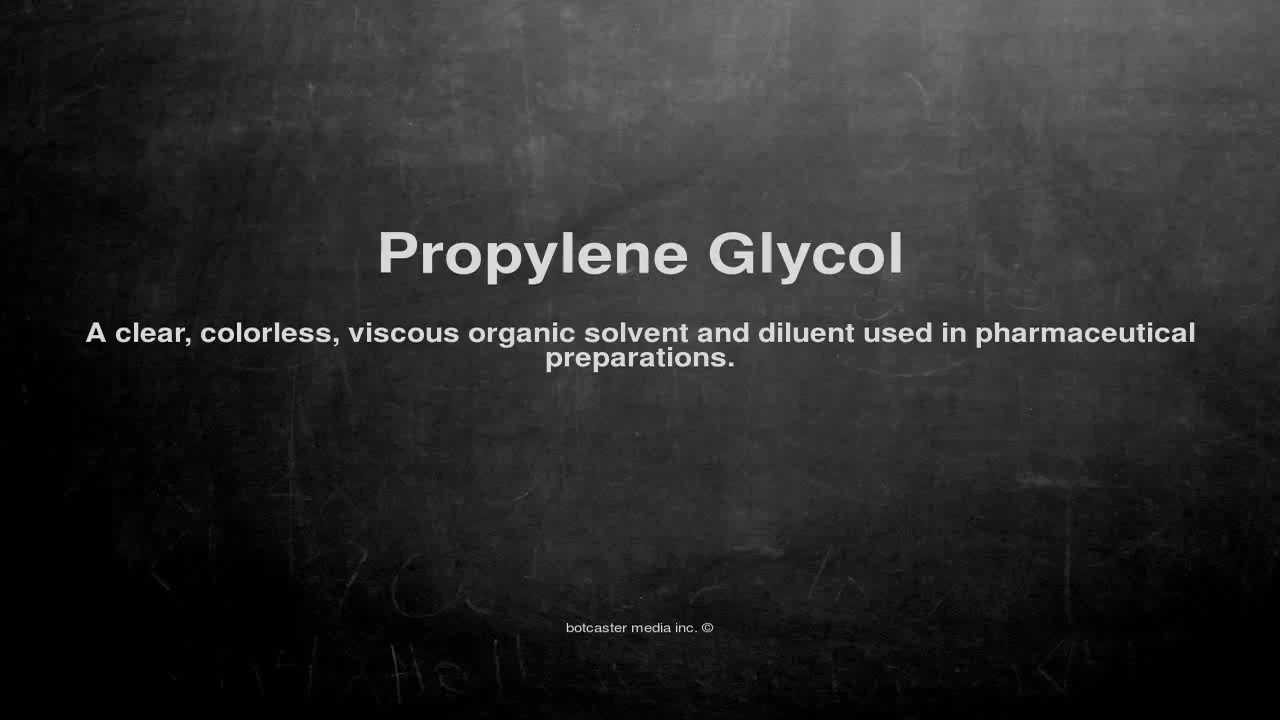 Propylene Glycol
A clear, colorless, viscous organic solvent and diluent used in pharmaceutical
preparations.
botcaster media inc. ©